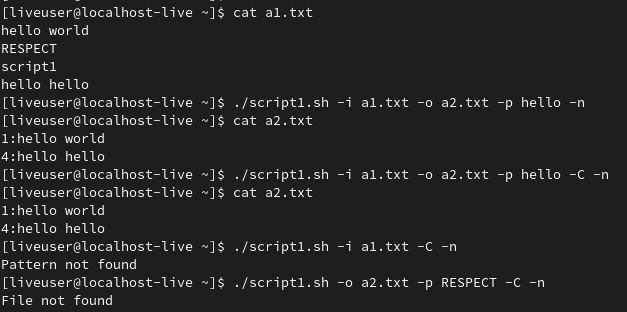 [liveuser@localhost-live ~]$ cat a1.txt
hello world
RESPECT
script1
hello hello
[liveuser@localhost-live ~]$ ./script1.sh -i a1.txt -o a2.txt -p hello -n
[liveuser@localhost-live ~]$ cat a2.txt
1:hello world
4:hello hello
[liveuser@localhost-live ~]$ ./script1.sh -i a1.txt -o a2.txt -p hello -C -n
[liveuser@localhost-live ~]$ cat a2.txt
1:hello world
4:hello hello
[liveuser@localhost-live ~]$ ./script1.sh -i a1.txt -C -n
Pattern not found
[liveuser@localhost-live ~]$ ./script1.sh -o a2.txt -p RESPECT -C -n
File not found